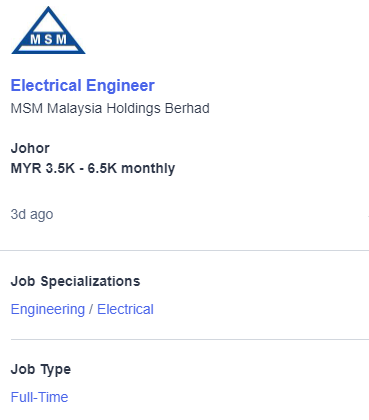 MSM
Electrical Engineer
MSM Malaysia Holdings Berhad
Johor
MYR 3.5K - 6.5K monthly
3d ago
Job Specializations
Engineering / Electrical
Job Type
Full-Time